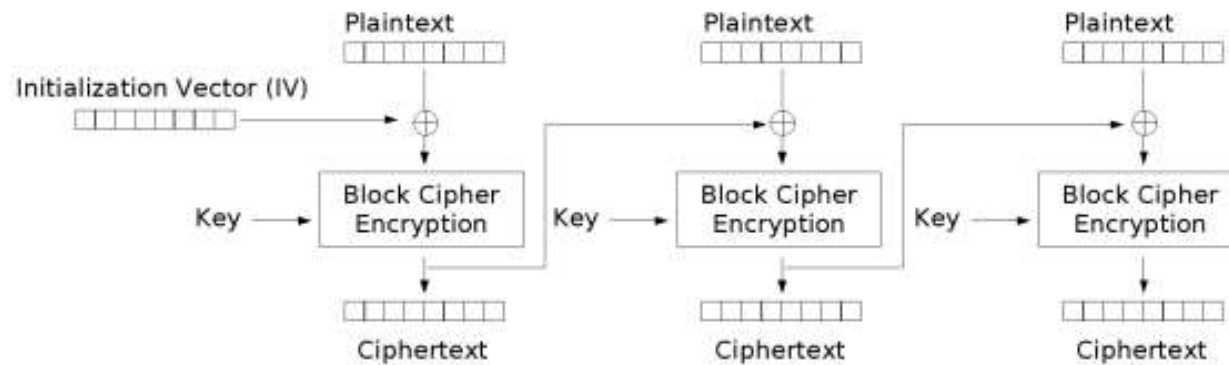 Plaintext
Plaintext
Plaintext
Initialization Vector (IV)
Key
Block Cipher
Encryption
Key
Block Cipher
Encryption
Key
Block Cipher
Encryption
Ciphertext
Ciphertext
Ciphertext